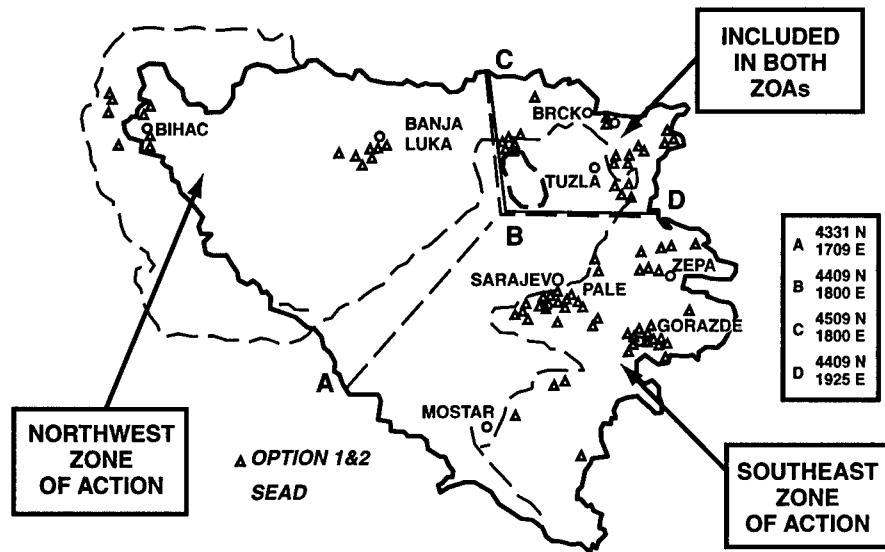 C
INCLUDED
IN BOTH
ZOAs
BRCKO
BIHAC
BANJA
LUKA
TUZLA
D
B
ZEPA
SARAJEVO
PALE
GORAZDE
A 4331 N
1709 E
B 4409 N
1800 E
C 4509 N
1800 E
D 4409 N
1925 E
A
MOSTAR
NORTHWEST
ZONE
OF ACTION
OPTION 1&2
SEAD
SOUTHEAST
ZONE
OF ACTION